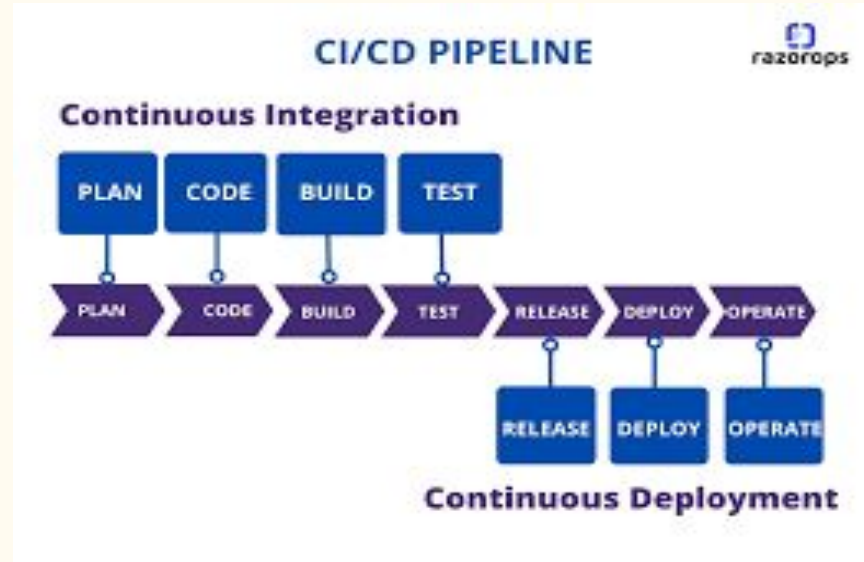 CI/CD PIPELINE
razorops
Continuous Integration
PLAN CODE BUILD TEST
PLAN CODE BUILD TEST RELEASE DEPLOY OPERATE
RELEASE DEPLOY OPERATE
Continuous Deployment